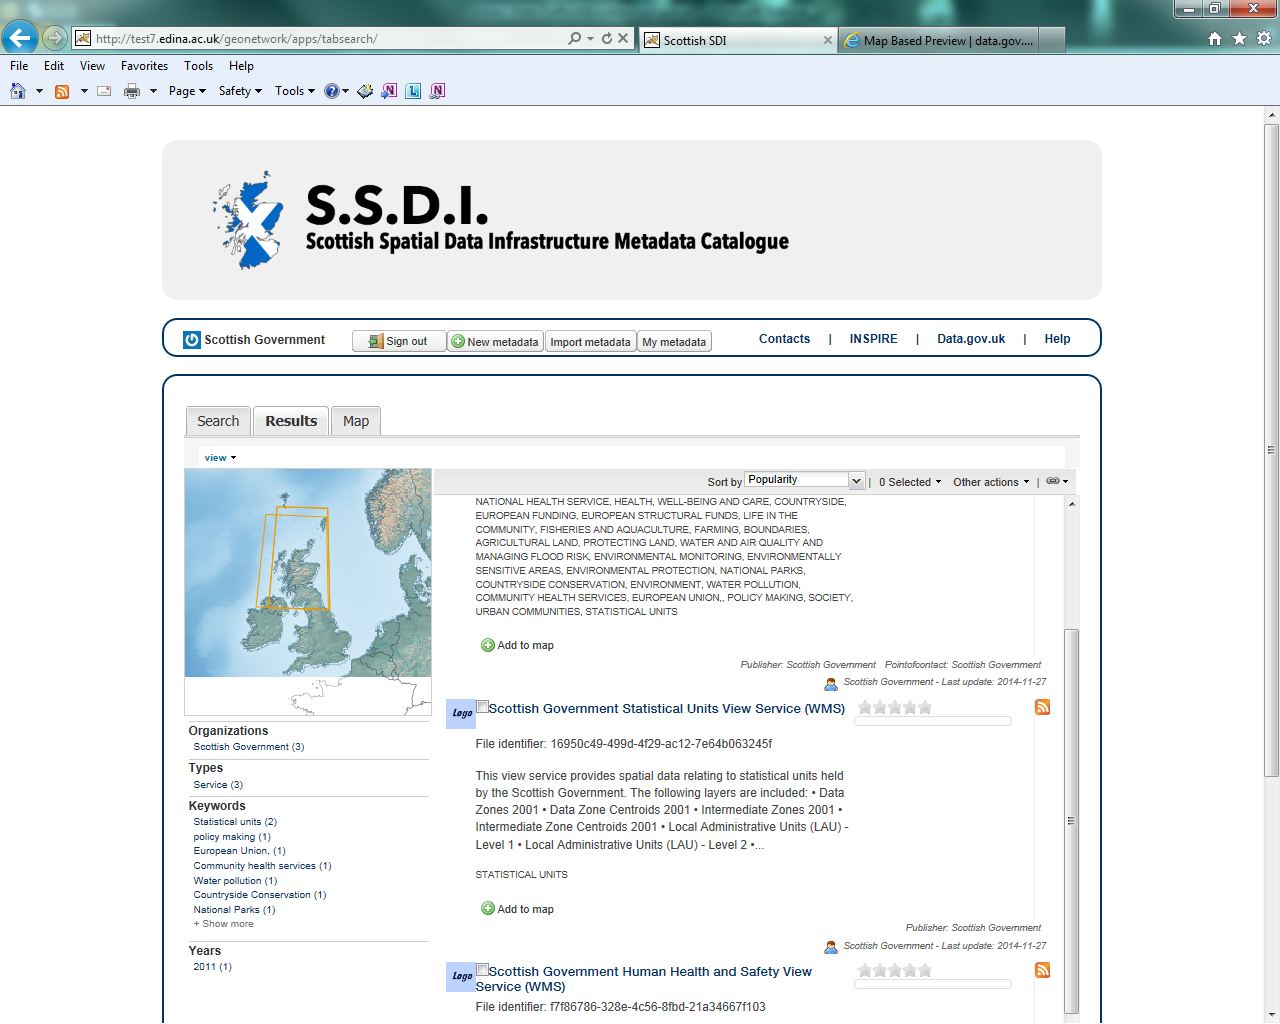 http://test7.edina.ac.uk/geonetwork/apps/tabsearch/
Scottish SDI
Map Based Preview | data.gov....
File Edit View Favorites Tools Help
Page Safety Tools
S.S.D.I.
Scottish Spatial Data Infrastructure Metadata Catalogue
Scottish Government Sign out New metadata Import metadata My metadata Contacts | INSPIRE | Data.gov.uk | Help
Search Results Map
view
Sort by Popularity | 0 Selected Other actions |
NATIONAL HEALTH SERVICE, HEALTH, WELL-BEING AND CARE, COUNTRYSIDE,
EUROPEAN FUNDING, EUROPEAN STRUCTURAL FUNDS, LIFE IN THE
COMMUNITY, FISHERIES AND AQUACULTURE, FARMING, BOUNDARIES,
AGRICULTURAL LAND, PROTECTING LAND, WATER AND AIR QUALITY AND
MANAGING FLOOD RISK, ENVIRONMENTAL MONITORING, ENVIRONMENTALLY
SENSITIVE AREAS, ENVIRONMENTAL PROTECTION, NATIONAL PARKS,
COUNTRYSIDE CONSERVATION, ENVIRONMENT, WATER POLLUTION,
COMMUNITY HEALTH SERVICES, EUROPEAN UNION,, POLICY MAKING, SOCIETY,
URBAN COMMUNITIES, STATISTICAL UNITS
Add to map
Publisher: Scottish Government Pointofcontact: Scottish Government
Scottish Government - Last update: 2014-11-27
Logo
Scottish Government Statistical Units View Service (WMS)
File identifier: 16950c49-499d-4f29-ac12-7e64b063245f
This view service provides spatial data relating to statistical units held
by the Scottish Government. The following layers are included: • Data
Zones 2001 • Data Zone Centroids 2001 • Intermediate Zones 2001 •
Intermediate Zone Centroids 2001 • Local Administrative Units (LAU) -
Level 1 • Local Administrative Units (LAU) - Level 2 •...
STATISTICAL UNITS
Add to map
Publisher: Scottish Government
Scottish Government - Last update: 2014-11-27
Logo
Scottish Government Human Health and Safety View
Service (WMS)
File identifier: f7f86786-328e-4c56-8fbd-21a34667f103
Organizations
Scottish Government (3)
Types
Service (3)
Keywords
Statistical units (2)
policy making (1)
European Union, (1)
Community health services (1)
Water pollution (1)
Countryside Conservation (1)
National Parks (1)
+ Show more
Years
2011 (1)